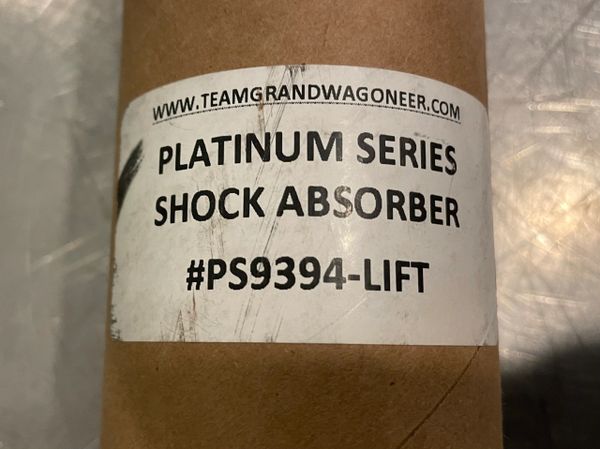 WWW.TEAMGRANDWAGONEER.COM
PLATINUM SERIES
SHOCK ABSORBER
#PS9394-LIFT